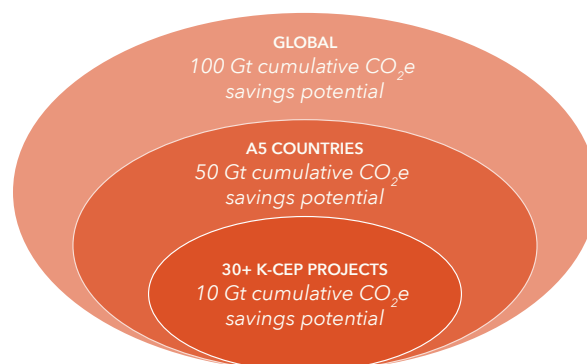 GLOBAL
100 Gt cumulative CO₂e
savings potential
A5 COUNTRIES
50 Gt cumulative CO₂e
savings potential
30+ K-CEP PROJECTS
10 Gt cumulative CO₂e
savings potential